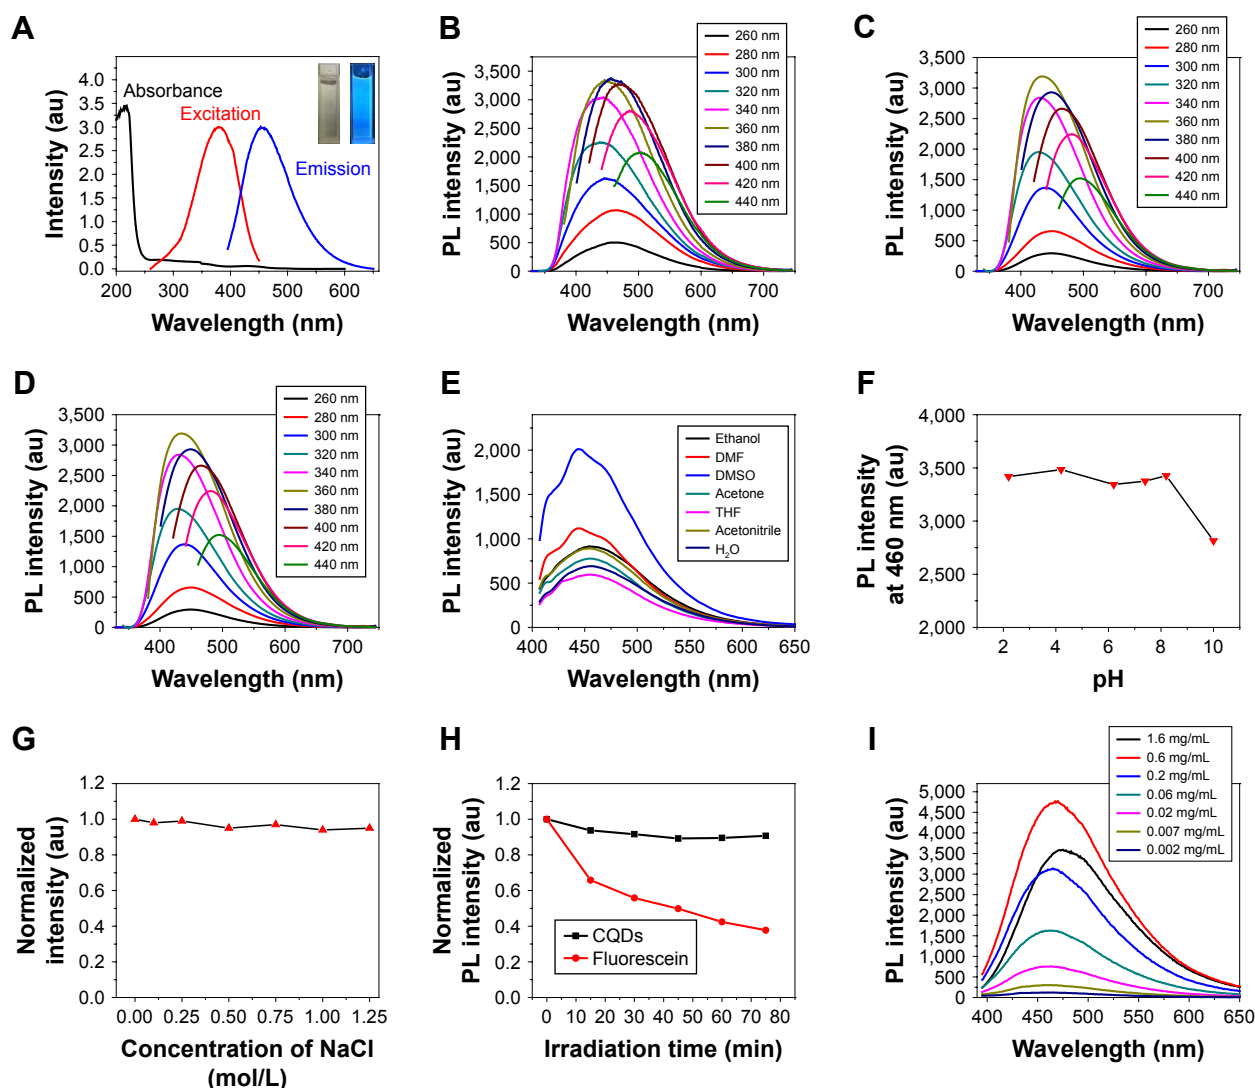 A
Intensity (au)
4.0
3.5
3.0
2.5
2.0
1.5
1.0
0.5
0.0
Absorbance
Excitation
Emission
200 300 400 500 600
Wavelength (nm)
B
PL intensity (au)
3,500
3,000
2,500
2,000
1,500
1,000
500
0
260 nm
280 nm
300 nm
320 nm
340 nm
360 nm
380 nm
400 nm
420 nm
440 nm
400 500 600 700
Wavelength (nm)
C
PL intensity (au)
3,500
3,000
2,500
2,000
1,500
1,000
500
0
260 nm
280 nm
300 nm
320 nm
340 nm
360 nm
380 nm
400 nm
420 nm
440 nm
400 500 600 700
Wavelength (nm)
D
PL intensity (au)
3,500
3,000
2,500
2,000
1,500
1,000
500
0
260 nm
280 nm
300 nm
320 nm
340 nm
360 nm
380 nm
400 nm
420 nm
440 nm
400 500 600 700
Wavelength (nm)
E
PL intensity (au)
2,000
1,500
1,000
500
0
Ethanol
DMF
DMSO
Acetone
THF
Acetonitrile
H₂O
400 450 500 550 600 650
Wavelength (nm)
F
PL intensity
at 460 nm (au)
4,000
3,500
3,000
2,500
2,000
2 4 6 8 10
pH
G
Normalized
intensity (au)
1.2
1.0
0.8
0.6
0.4
0.2
0.0
0.00 0.25 0.50 0.75 1.00 1.25
Concentration of NaCl
(mol/L)
H
Normalized
PL intensity (au)
1.2
1.0
0.8
0.6
0.4
0.2
0.0
CQDs
Fluorescein
0 10 20 30 40 50 60 70 80
Irradiation time (min)
I
PL intensity (au)
5,000
4,500
4,000
3,500
3,000
2,500
2,000
1,500
1,000
500
0
1.6 mg/mL
0.6 mg/mL
0.2 mg/mL
0.06 mg/mL
0.02 mg/mL
0.007 mg/mL
0.002 mg/mL
400 450 500 550 600 650
Wavelength (nm)